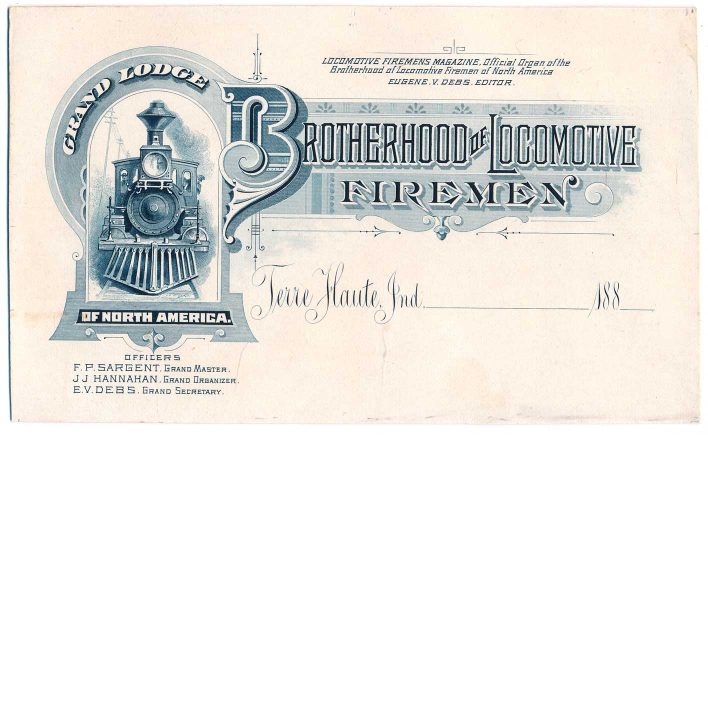 LOCOMOTIVE FIREMENS MAGAZINE, Official Organ of the
Brotherhood of Locomotive Firemen of North America
EUGENE. V. DEBS. EDITOR.
GRAND LODGE
BROTHERHOOD OF LOCOMOTIVE
FIREMEN
OF NORTH AMERICA.
Terre Haute, Ind. 188
OFFICERS
F. P. SARGENT, GRAND MASTER.
J J HANNAHAN, GRAND ORGANIZER.
E. V. DEBS, GRAND SECRETARY.